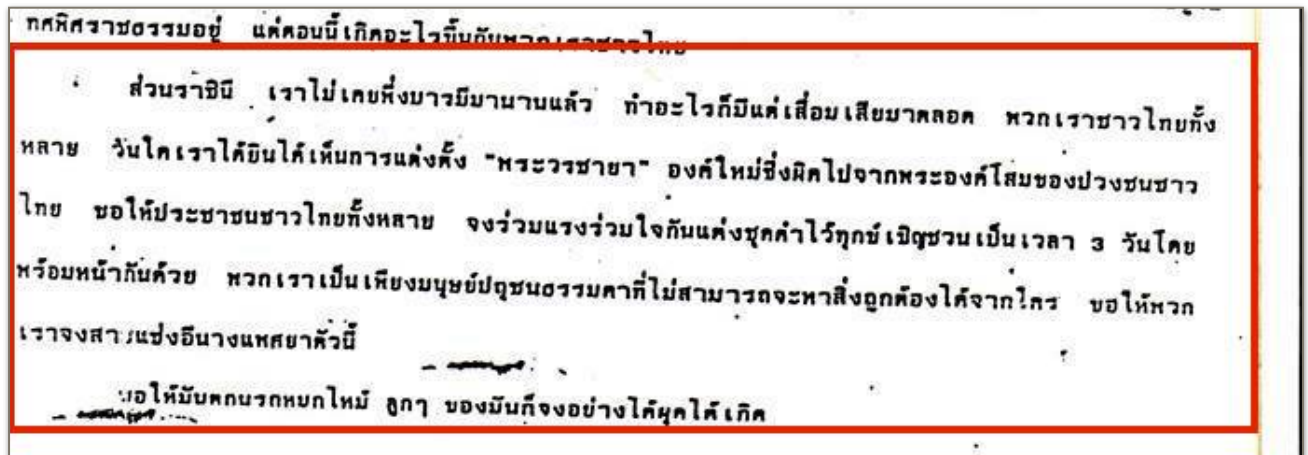 ทศพิศราชธรรมอยู่ แต่ตอนนี้เกิดอะไรขึ้นกับพวกเราชาวไทย
ส่วนราชินี เราไม่เคยพึ่งบารมีมานานแล้ว ทำอะไรก็มีแต่เสื่อมเสียมาตลอด พวกเราชาวไทยทั้ง
หลาย วันใดเราได้ยินได้เห็นการแต่งตั้ง "พระวรชายา" องค์ใหม่ซึ่งผิดไปจากพระองค์โสมของปวงชนชาว
ไทย ขอให้ประชาชนชาวไทยทั้งหลาย จงร่วมแรงร่วมใจกันแต่งชุดดำไว้ทุกข์เชิญชวนเป็นเวลา 3 วันโดย
พร้อมหน้ากันด้วย พวกเราเป็นเพียงมนุษย์ปถุชนธรรมดาที่ไม่สามารถจะหาสิ่งถูกต้องได้จากใคร ขอให้พวก
เราจงสาปแช่งอีนางแพศยาตัวนี้
ขอให้มันตกนรกหมกไหม้ ลูกๆ ของมันก็จงอย่างได้ผุดได้เกิด